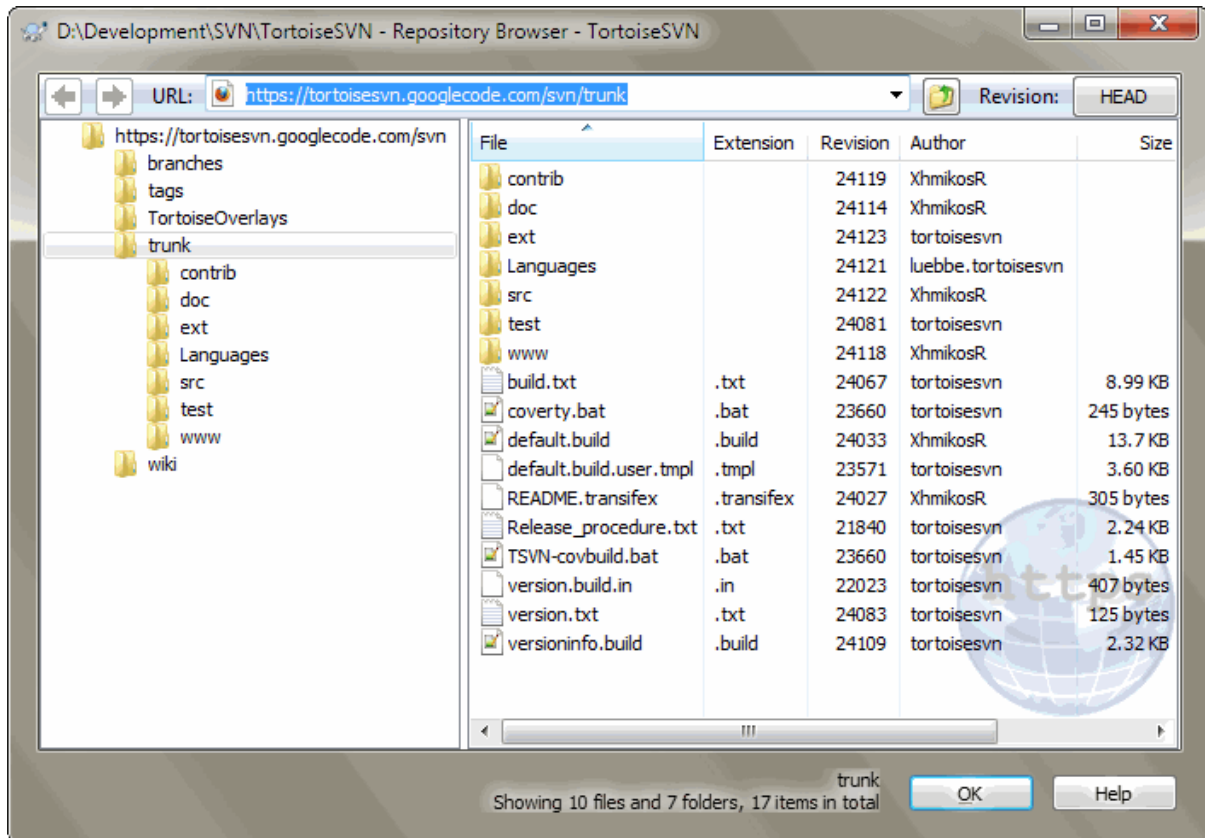 D:\Development\SVN\TortoiseSVN - Repository Browser - TortoiseSVN
URL: https://tortoisesvn.googlecode.com/svn/trunk Revision: HEAD
https://tortoisesvn.googlecode.com/svn
branches
tags
TortoiseOverlays
trunk
contrib
doc
ext
Languages
src
test
www
wiki
File Extension Revision Author Size
contrib 24119 XhmikosR
doc 24114 XhmikosR
ext 24123 tortoisesvn
Languages 24121 luebbe.tortoisesvn
src 24122 XhmikosR
test 24081 tortoisesvn
www 24118 XhmikosR
build.txt .txt 24067 tortoisesvn 8.99 KB
coverty.bat .bat 23660 tortoisesvn 245 bytes
default.build .build 24033 XhmikosR 13.7 KB
default.build.user.tmpl .tmpl 23571 tortoisesvn 3.60 KB
README.transifex .transifex 24027 XhmikosR 305 bytes
Release_procedure.txt .txt 21840 tortoisesvn 2.24 KB
TSVN-covbuild.bat .bat 23660 tortoisesvn 1.45 KB
version.build.in .in 22023 tortoisesvn 407 bytes
version.txt .txt 24083 tortoisesvn 125 bytes
versioninfo.build .build 24109 tortoisesvn 2.32 KB
https
trunk
Showing 10 files and 7 folders, 17 items in total
OK
Help